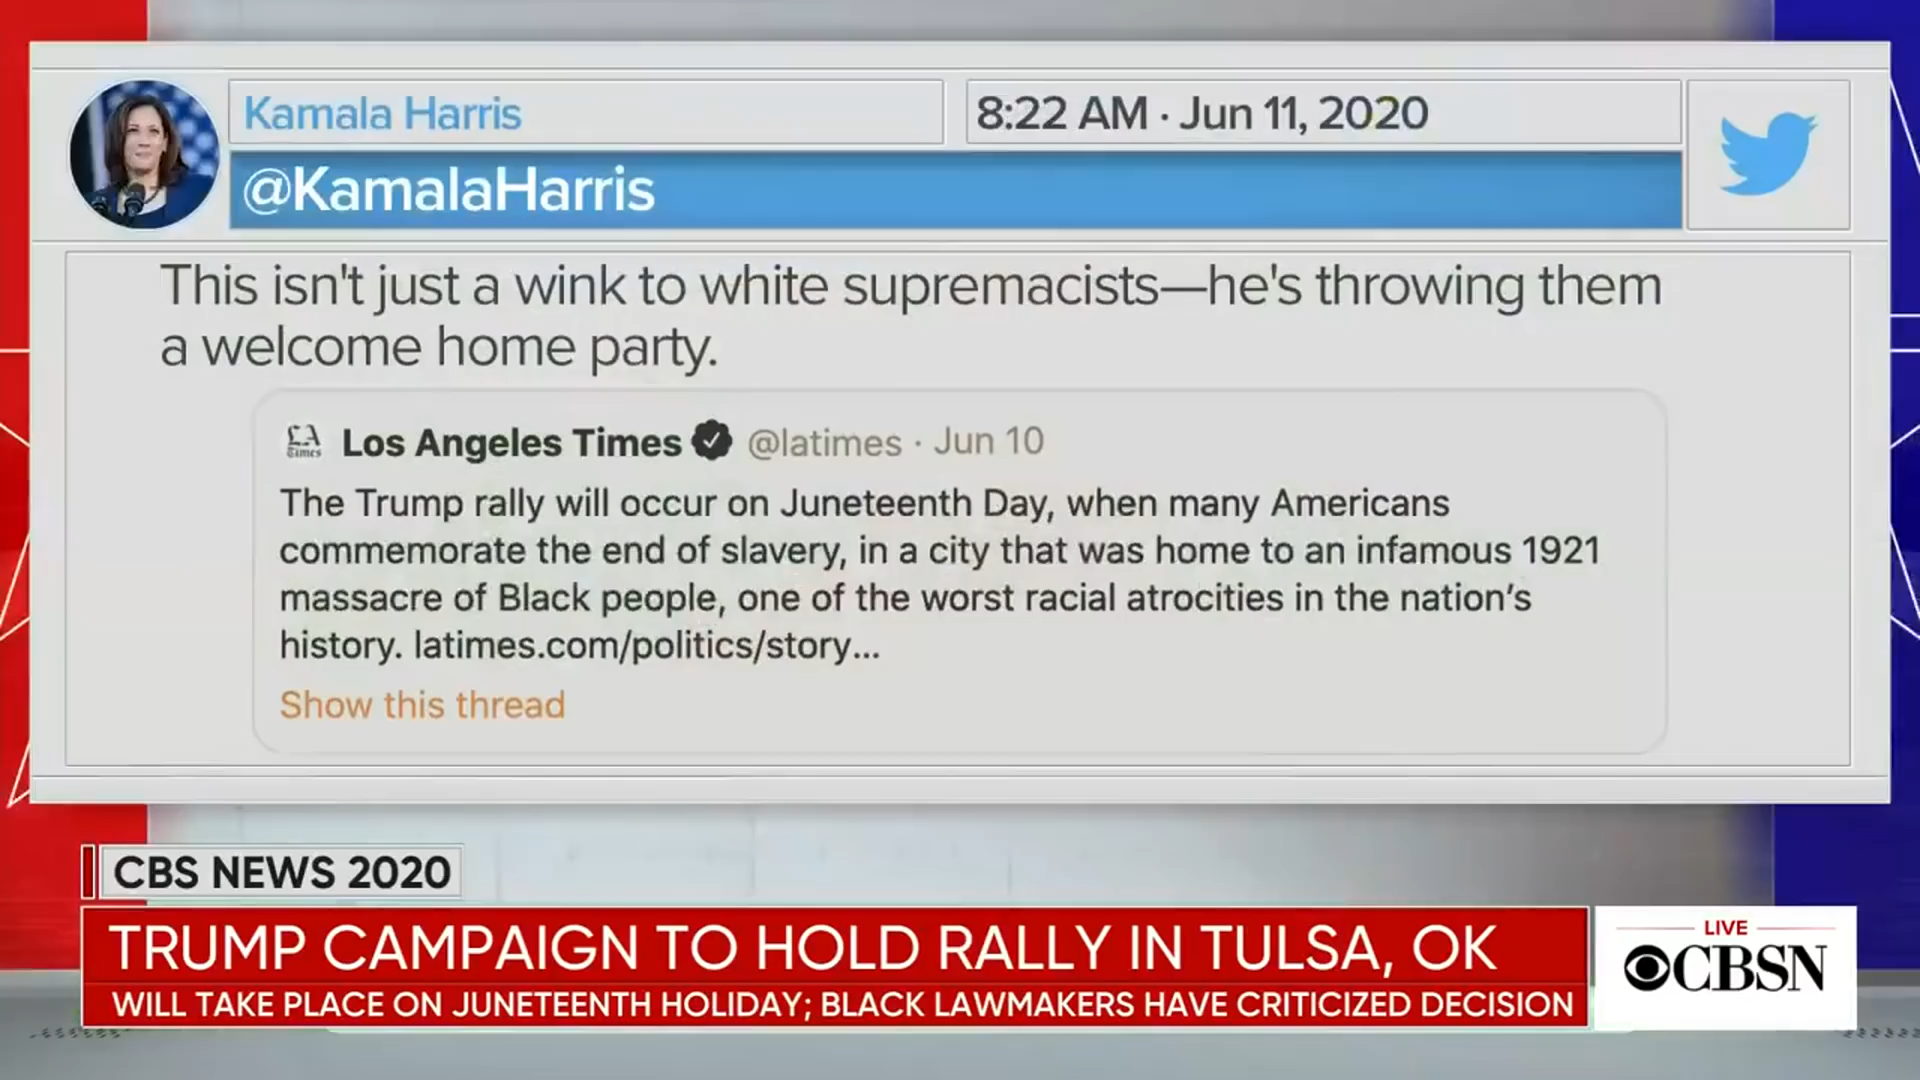 Kamala Harris
8:22 AM · Jun 11, 2020
@KamalaHarris
This isn't just a wink to white supremacists—he's throwing them
a welcome home party.
LA Times
Los Angeles Times @latimes · Jun 10
The Trump rally will occur on Juneteenth Day, when many Americans
commemorate the end of slavery, in a city that was home to an infamous 1921
massacre of Black people, one of the worst racial atrocities in the nation’s
history. latimes.com/politics/story...
Show this thread
CBS NEWS 2020
TRUMP CAMPAIGN TO HOLD RALLY IN TULSA, OK
WILL TAKE PLACE ON JUNETEENTH HOLIDAY; BLACK LAWMAKERS HAVE CRITICIZED DECISION
LIVE
CBSN